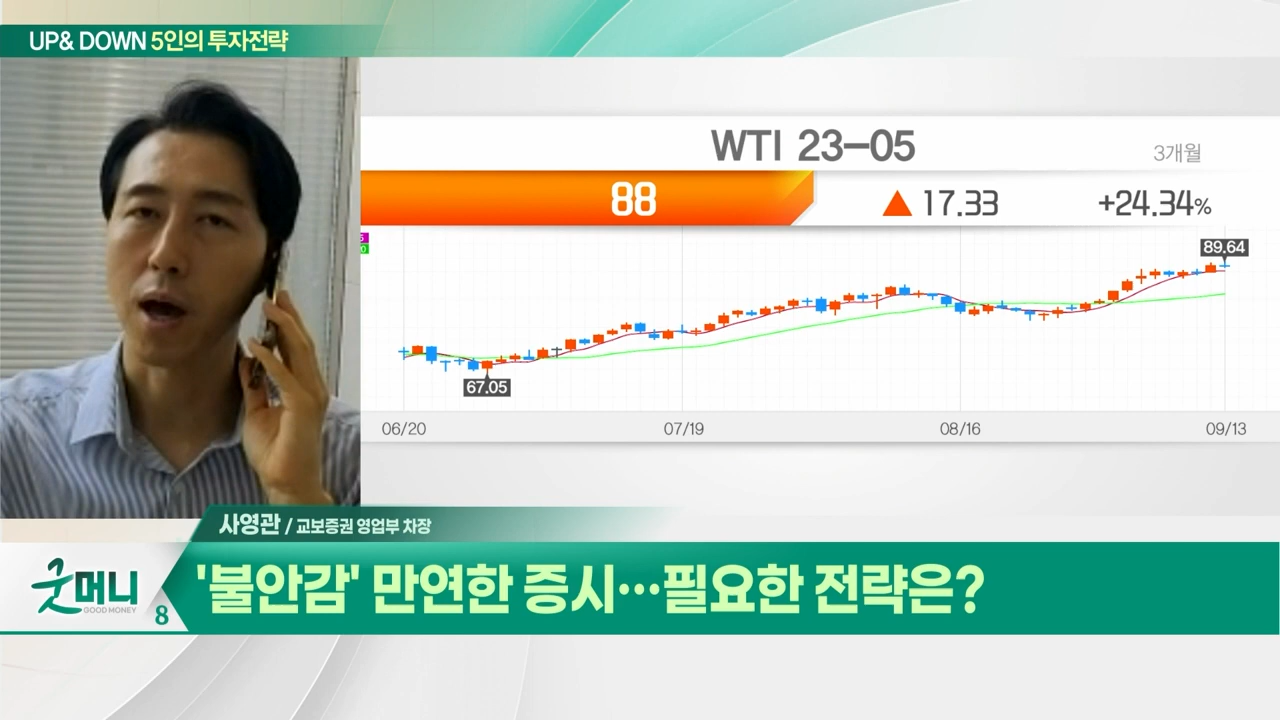 UP& DOWN 5인의 투자전략
WTI 23-05
3개월
88
▲ 17.33
+24.34%
89.64
67.05
06/20
07/19
08/16
09/13
사영관 / 교보증권 영업부 차장
굿머니
GOOD MONEY
8
'불안감' 만연한 증시…필요한 전략은?